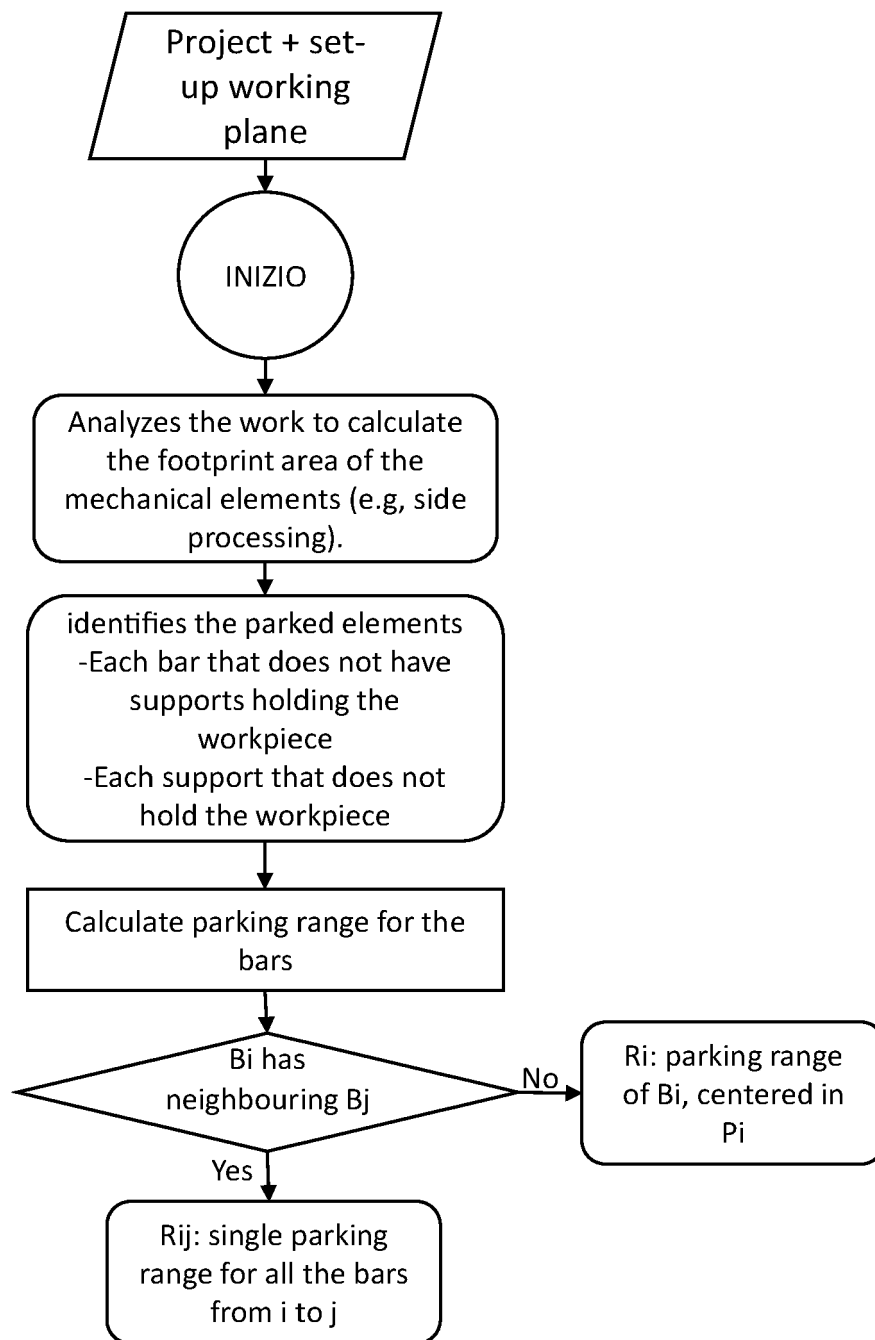 Project + set-
up working
plane
INIZIO
Analyzes the work to calculate
the footprint area of the
mechanical elements (e.g, side
processing).
identifies the parked elements
-Each bar that does not have
supports holding the
workpiece
-Each support that does not
hold the workpiece
Calculate parking range for the
bars
Bi has
neighbouring Bj
No
Ri: parking range
of Bi, centered in
Pi
Yes
Rij: single parking
range for all the bars
from i to j